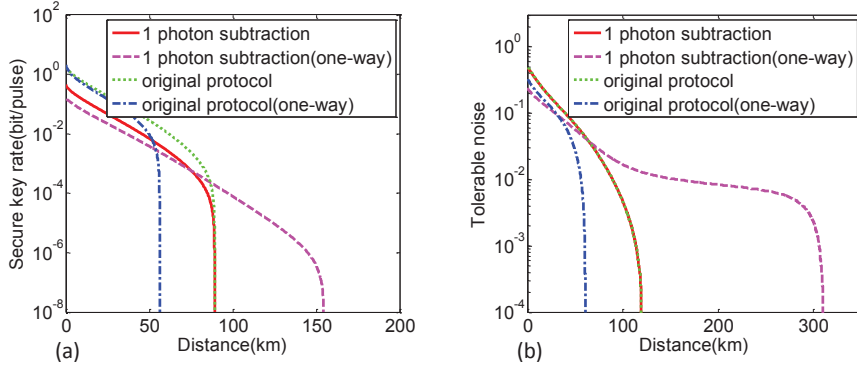 10^2
10^0
10^-2
10^-4
10^-6
10^-8
Secure key rate(bit/pulse)
1 photon subtraction
1 photon subtraction(one-way)
original protocol
original protocol(one-way)
0
50
100
150
200
Distance(km)
(a)
10^0
10^-1
10^-2
10^-3
10^-4
Tolerable noise
1 photon subtraction
1 photon subtraction(one-way)
original protocol
original protocol(one-way)
0
100
200
300
Distance(km)
(b)